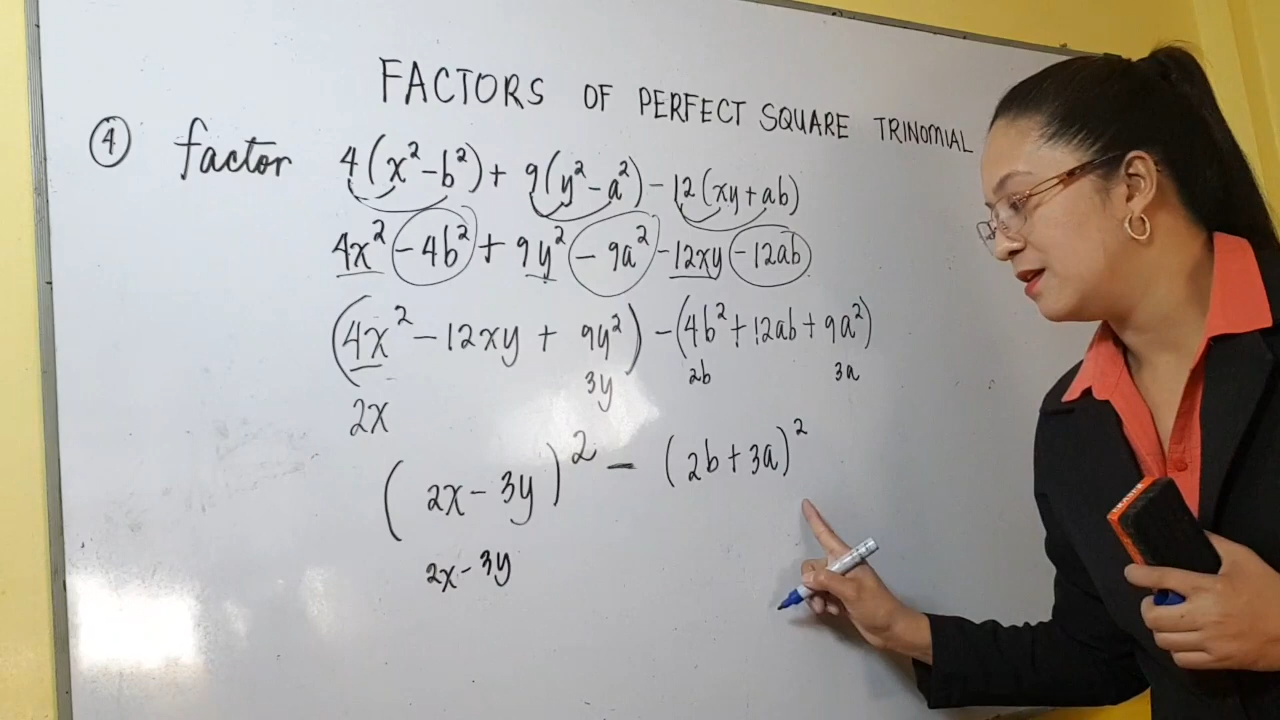 FACTORS OF PERFECT SQUARE TRINOMIAL
④ factor 4(x² - b²) + 9(y² - a²) - 12(xy + ab)
4x² - 4b² + 9y² - 9a² - 12xy - 12ab
(4x² - 12xy + 9y²) - (4b² + 12ab + 9a²)
2x 3y 2b 3a
(2x - 3y)² - (2b + 3a)²
2x - 3y
ERASER